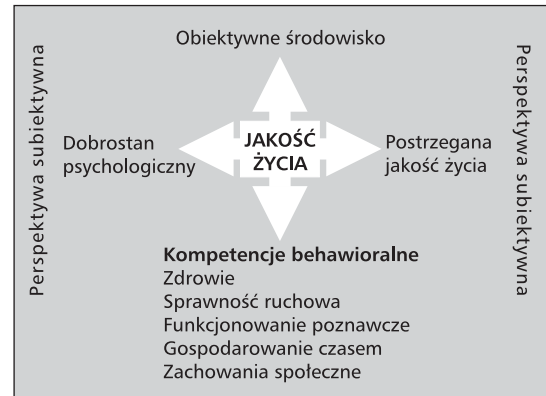 Obiektywne środowisko
Perspektywa subiektywna
Dobrostan
psychologiczny
JAKOŚĆ
ŻYCIA
Postrzegana
jakość życia
Perspektywa subiektywna
Kompetencje behawioralne
Zdrowie
Sprawność ruchowa
Funkcjonowanie poznawcze
Gospodarowanie czasem
Zachowania społeczne